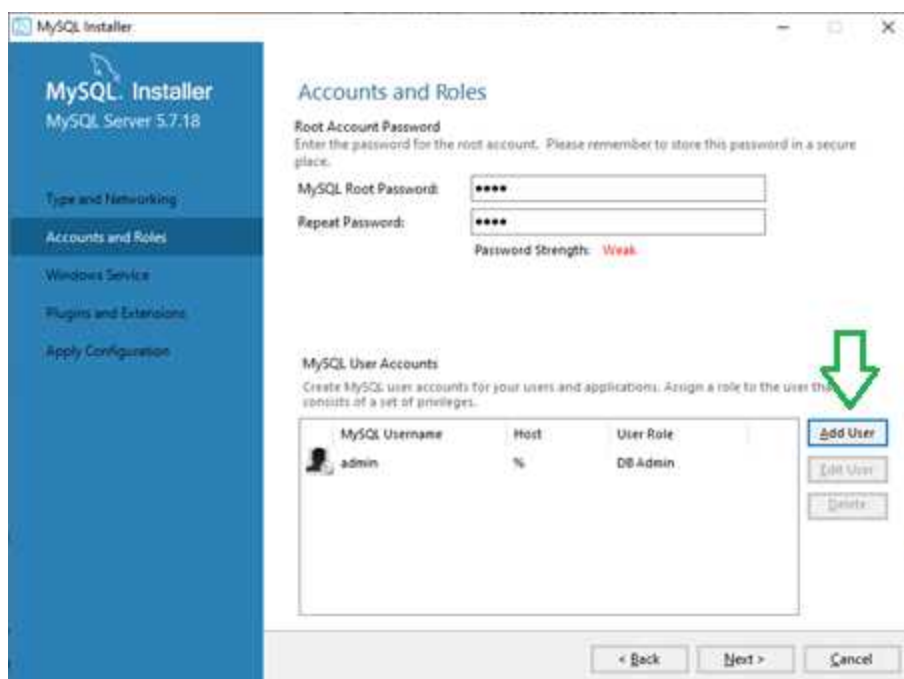 MySQL Installer
MySQL. Installer
MySQL Server 5.7.18
Type and Networking
Accounts and Roles
Windows Service
Plugins and Extensions
Apply Configuration
Accounts and Roles
Root Account Password
Enter the password for the root account. Please remember to store this password in a secure
place.
MySQL Root Password: ••••
Repeat Password: ••••
Password Strength: Weak
MySQL User Accounts
Create MySQL user accounts for your users and applications. Assign a role to the user
consists of a set of privileges.
MySQL Username Host User Role
admin % DB Admin
Add User
Edit User
Delete
< Back Next > Cancel